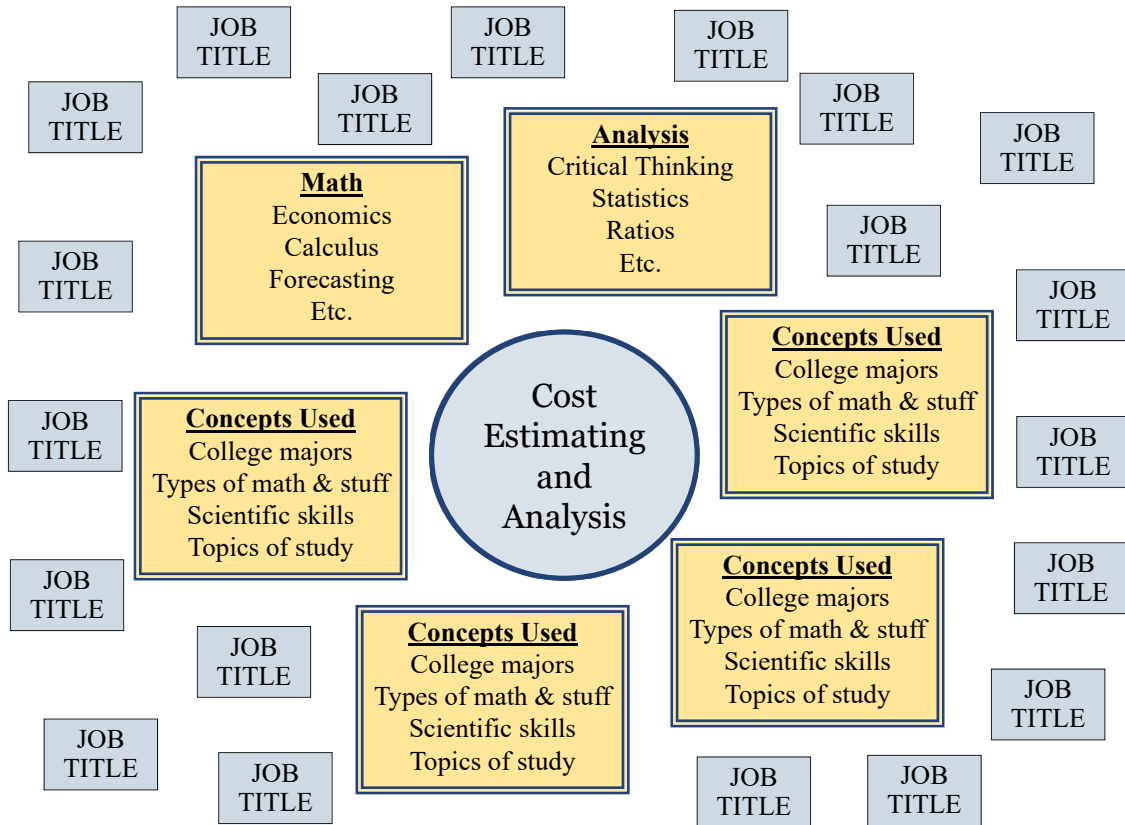 JOB
TITLE
JOB
TITLE
JOB
TITLE
JOB
TITLE
JOB
TITLE
JOB
TITLE
JOB
TITLE
Math
Economics
Calculus
Forecasting
Etc.
Analysis
Critical Thinking
Statistics
Ratios
Etc.
JOB
TITLE
JOB
TITLE
JOB
TITLE
Concepts Used
College majors
Types of math & stuff
Scientific skills
Topics of study
Cost
Estimating
and
Analysis
JOB
TITLE
Concepts Used
College majors
Types of math & stuff
Scientific skills
Topics of study
JOB
TITLE
JOB
TITLE
JOB
TITLE
Concepts Used
College majors
Types of math & stuff
Scientific skills
Topics of study
JOB
TITLE
Concepts Used
College majors
Types of math & stuff
Scientific skills
Topics of study
JOB
TITLE
JOB
TITLE
JOB
TITLE
JOB
TITLE
JOB
TITLE